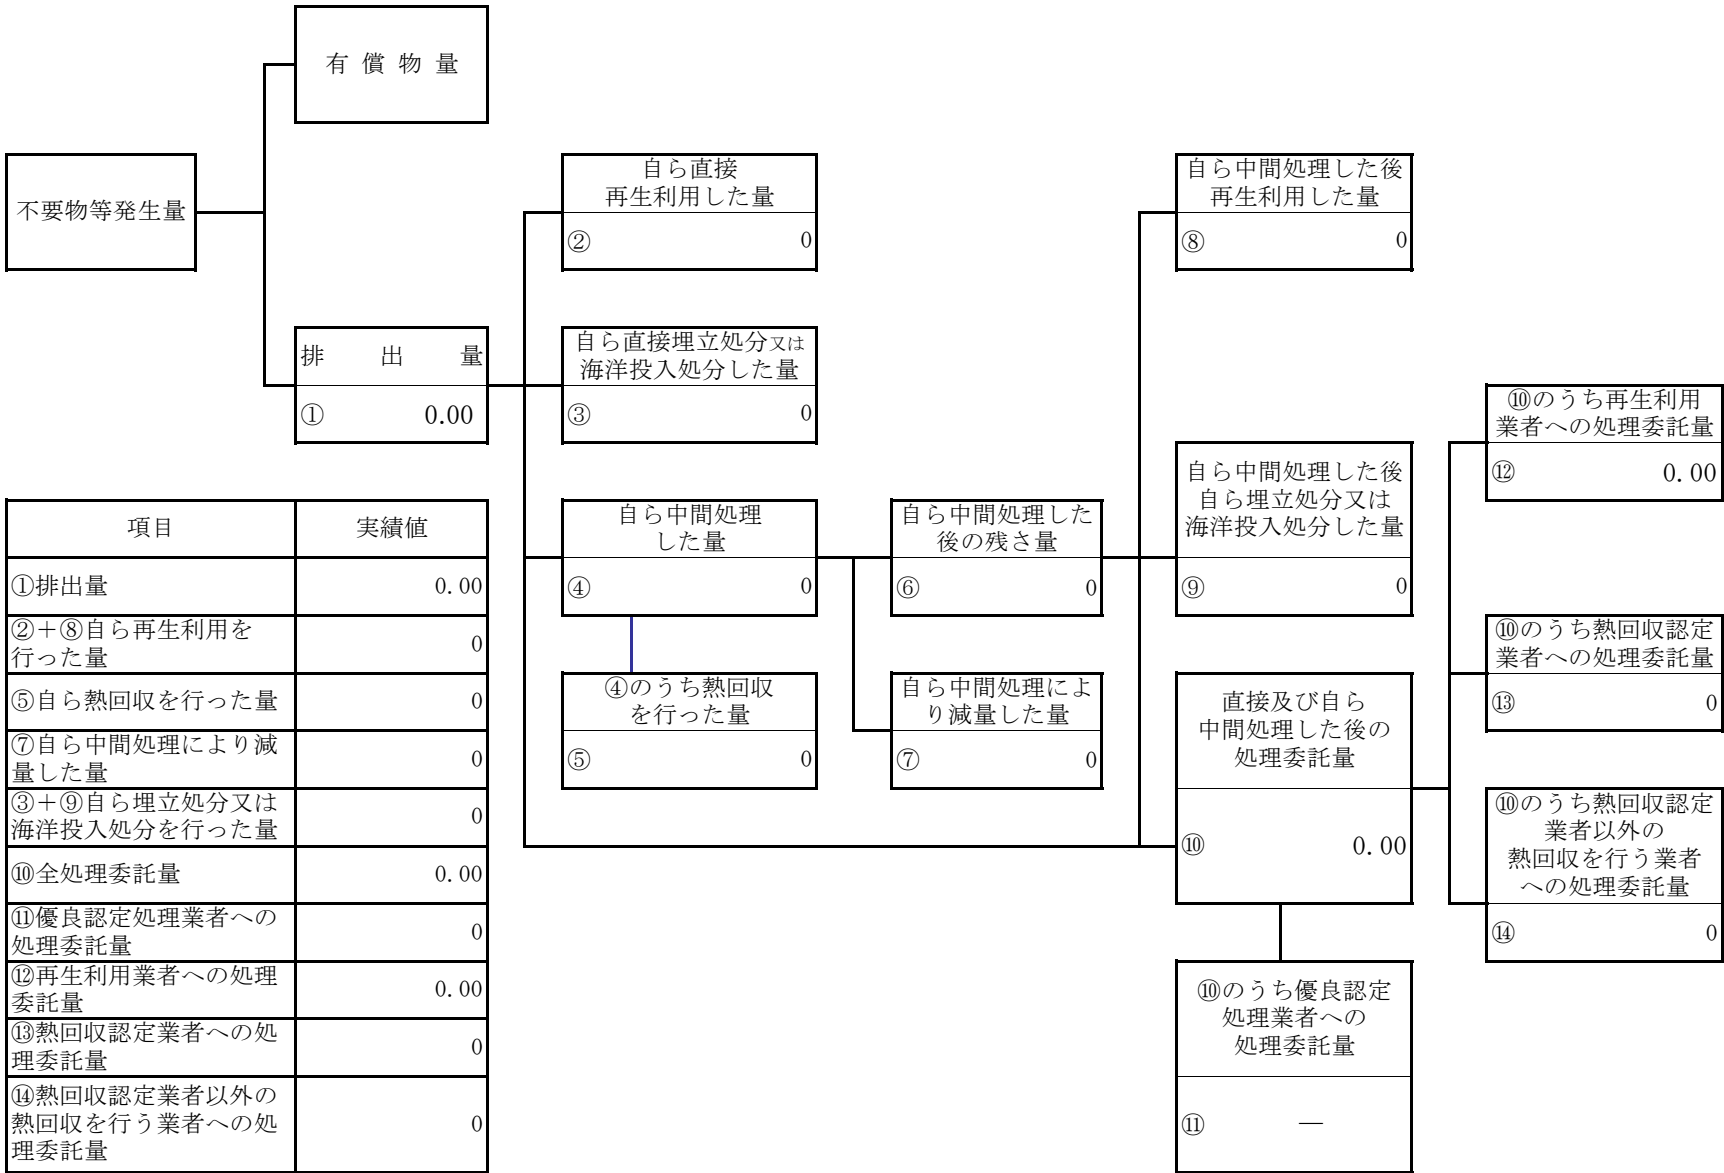 有償物量
不要物等発生量
自ら直接
再生利用した量
② 0
自ら中間処理した後
再生利用した量
⑧ 0
排出量
① 0.00
自ら直接埋立処分又は
海洋投入処分した量
③ 0
⑩のうち再生利用
業者への処理委託量
⑫ 0.00
自ら中間処理
した量
④ 0
自ら中間処理した
後の残さ量
⑥ 0
自ら中間処理した後
自ら埋立処分又は
海洋投入処分した量
⑨ 0
⑩のうち熱回収認定
業者への処理委託量
⑬ 0
④のうち熱回収
を行った量
⑤ 0
自ら中間処理によ
り減量した量
⑦ 0
直接及び自ら
中間処理した後の
処理委託量
⑩ 0.00
⑩のうち熱回収認定
業者以外の
熱回収を行う業者
への処理委託量
⑭ 0
⑩のうち優良認定
処理業者への
処理委託量
⑪ ―
項目 実績値
①排出量 0.00
②+⑧自ら再生利用を
行った量 0
⑤自ら熱回収を行った量 0
⑦自ら中間処理により減
量した量 0
③+⑨自ら埋立処分又は
海洋投入処分を行った量 0
⑩全処理委託量 0.00
⑪優良認定処理業者への
処理委託量 0
⑫再生利用業者への処理
委託量 0.00
⑬熱回収認定業者への処
理委託量 0
⑭熱回収認定業者以外の
熱回収を行う業者への処
理委託量 0